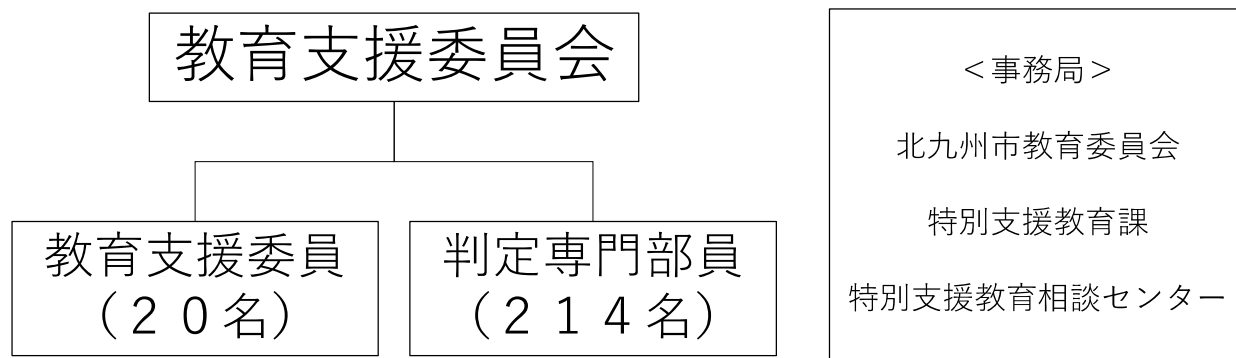 教育支援委員会
教育支援委員
（２０名）
判定専門部員
（２１４名）
＜事務局＞
北九州市教育委員会
特別支援教育課
特別支援教育相談センター